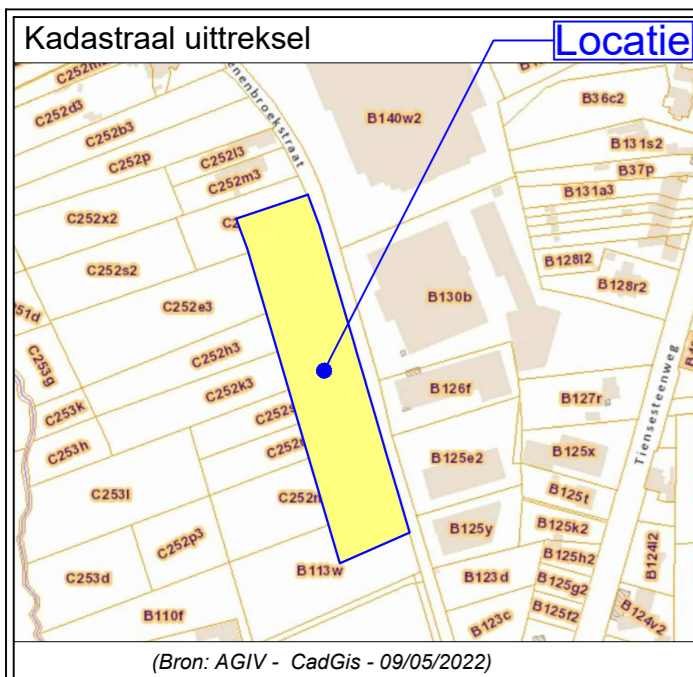 Kadastraal uittreksel
Locatie
C252d3
C252b3
C252p
C252l3
C252m3
enenbroekstraat
B140w2
B36c2
B131s2
B37p
B131a3
C252x2
C252s2
B128l2
B128r2
C252e3
B130b
C253g
C252h3
C252k3
B126f
B127r
Tiensesteenweg
C253k
C253h
B125e2
B125x
B125t
C253l
B125y
B125k2
C252p3
B113w
C253d
B123d
B125h2
B124l2
B125g2
B110f
B123c
B125f2
B124v2
(Bron: AGIV - CadGis - 09/05/2022)